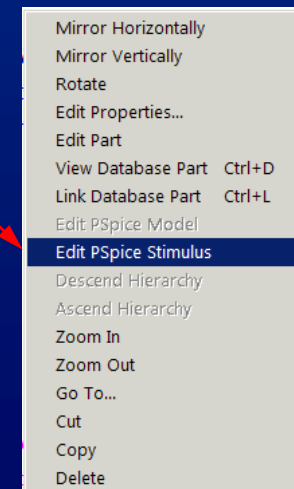 Mirror Horizontally
Mirror Vertically
Rotate
Edit Properties...
Edit Part
View Database Part Ctrl+D
Link Database Part Ctrl+L
Edit PSpice Model
Edit PSpice Stimulus
Descend Hierarchy
Ascend Hierarchy
Zoom In
Zoom Out
Go To...
Cut
Copy
Delete